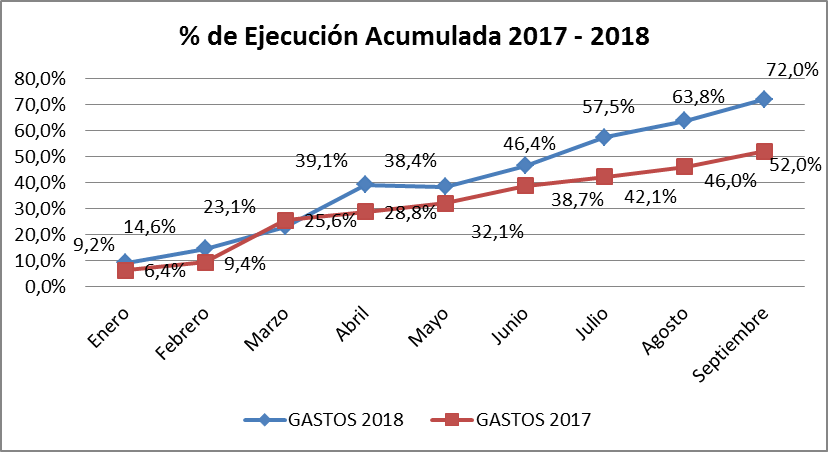 % de Ejecución Acumulada 2017 - 2018
80,0%
70,0%
60,0%
50,0%
40,0%
30,0%
20,0%
10,0%
0,0%
9,2%
14,6%
23,1%
39,1%
38,4%
46,4%
57,5%
63,8%
72,0%
6,4%
9,4%
25,6%
28,8%
32,1%
38,7%
42,1%
46,0%
52,0%
Enero
Febrero
Marzo
Abril
Mayo
Junio
Julio
Agosto
Septiembre
GASTOS 2018
GASTOS 2017